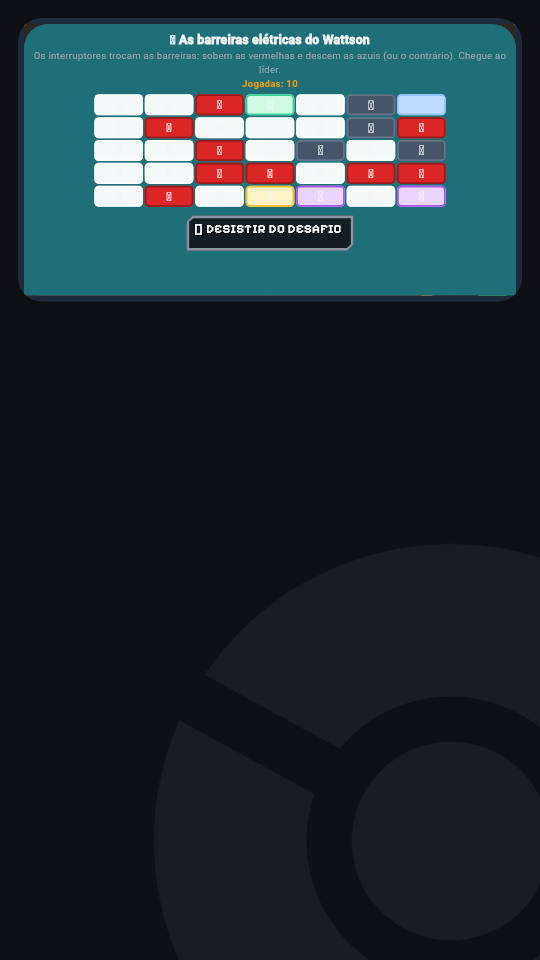 As barreiras elétricas do Wattson
Os interruptores trocam as barreiras: sobem as vermelhas e descem as azuis (ou o contrário). Chegue ao
líder.
Jogadas: 10
DESISTIR DO DESAFIO